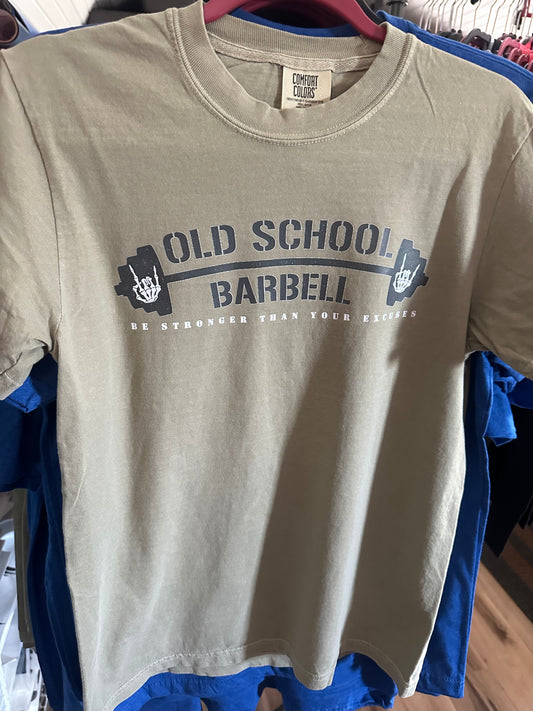 COMFORT
COLORS
OLD SCHOOL
BARBELL
BE STRONGER THAN YOUR EXCUSES